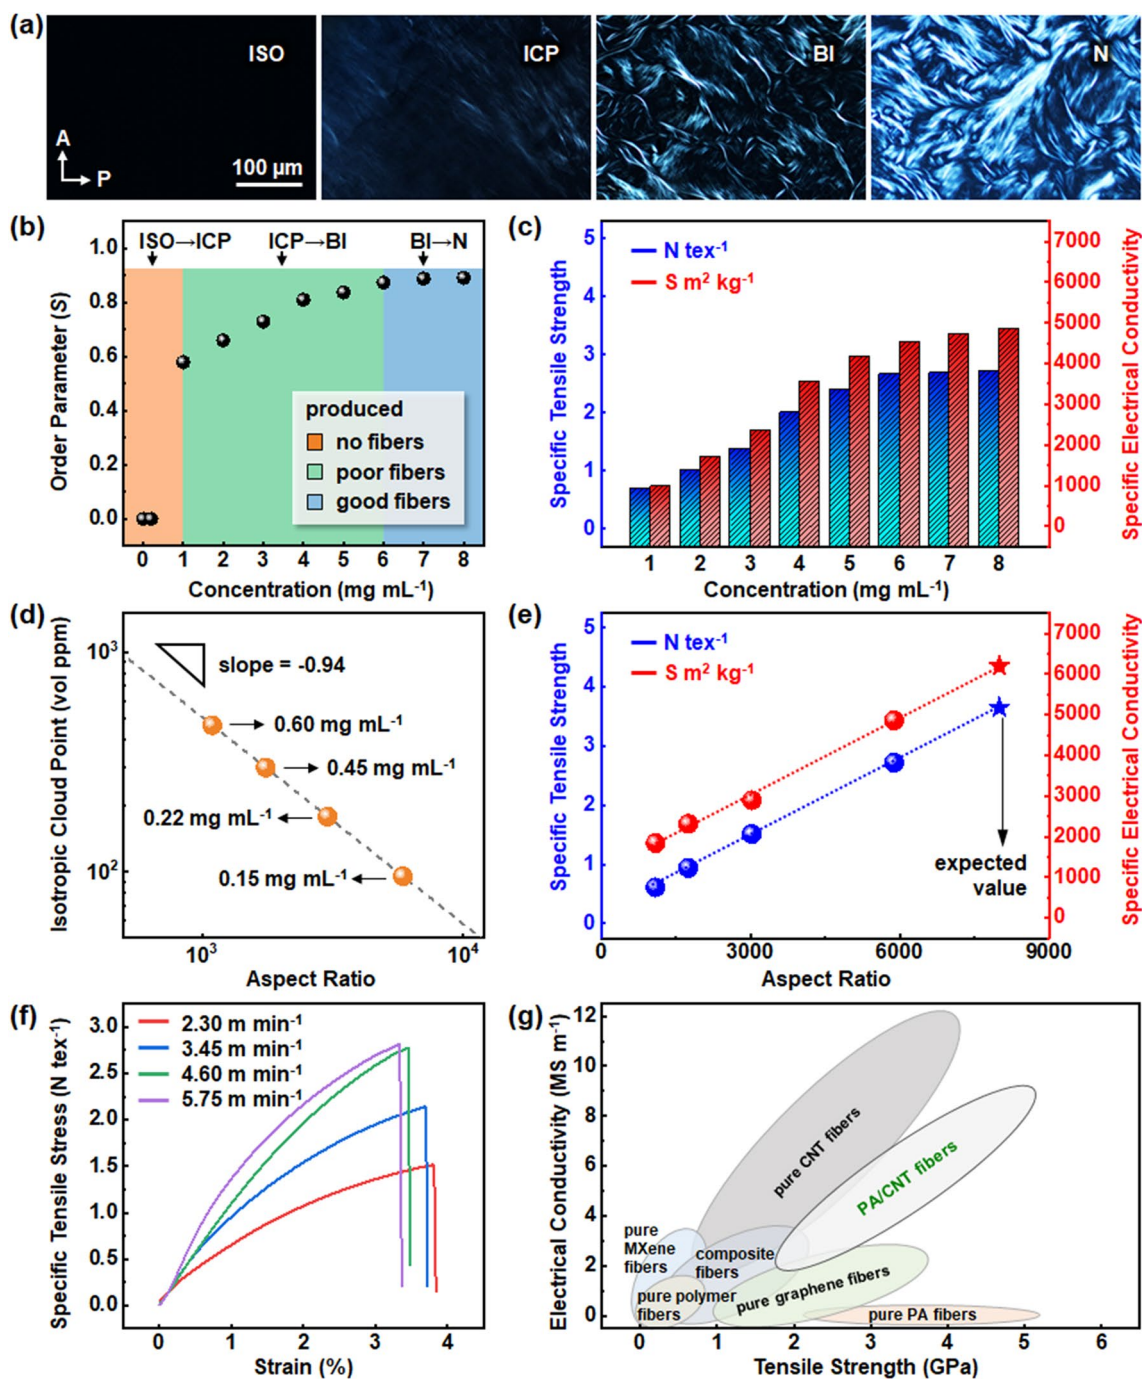 (a)
ISO
ICP
BI
N
A
P
100 μm
(b)
ISO→ICP
ICP→BI
BI→N
1.0
0.8
0.6
0.4
0.2
0.0
Order Parameter (S)
produced
no fibers
poor fibers
good fibers
0 1 2 3 4 5 6 7 8
Concentration (mg mL⁻¹)
(c)
N tex⁻¹
S m² kg⁻¹
5
4
3
2
1
0
Specific Tensile Strength
7000
6000
5000
4000
3000
2000
1000
0
Specific Electrical Conductivity
1 2 3 4 5 6 7 8
Concentration (mg mL⁻¹)
(d)
10³
10²
Isotropic Cloud Point (vol ppm)
slope = -0.94
0.60 mg mL⁻¹
0.45 mg mL⁻¹
0.22 mg mL⁻¹
0.15 mg mL⁻¹
10³ 10⁴
Aspect Ratio
(e)
N tex⁻¹
S m² kg⁻¹
5
4
3
2
1
0
Specific Tensile Strength
7000
6000
5000
4000
3000
2000
1000
0
Specific Electrical Conductivity
expected
value
0 3000 6000 9000
Aspect Ratio
(f)
3.0
2.5
2.0
1.5
1.0
0.5
0.0
Specific Tensile Stress (N tex⁻¹)
2.30 m min⁻¹
3.45 m min⁻¹
4.60 m min⁻¹
5.75 m min⁻¹
0 1 2 3 4
Strain (%)
(g)
12
10
8
6
4
2
0
Electrical Conductivity (MS m⁻¹)
pure CNT fibers
PA/CNT fibers
pure
MXene
fibers
composite
fibers
pure polymer
fibers
pure graphene fibers
pure PA fibers
0 1 2 3 4 5 6
Tensile Strength (GPa)